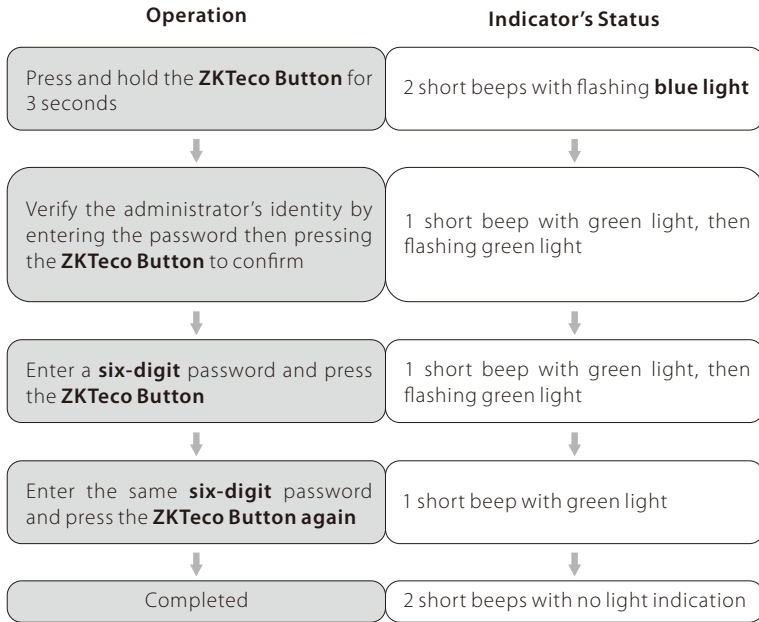 Operation
Indicator's Status
Press and hold the ZKTeco Button for
3 seconds
2 short beeps with flashing blue light
Verify the administrator's identity by
entering the password then pressing
the ZKTeco Button to confirm
1 short beep with green light, then
flashing green light
Enter a six-digit password and press
the ZKTeco Button
1 short beep with green light, then
flashing green light
Enter the same six-digit password
and press the ZKTeco Button again
1 short beep with green light
Completed
2 short beeps with no light indication